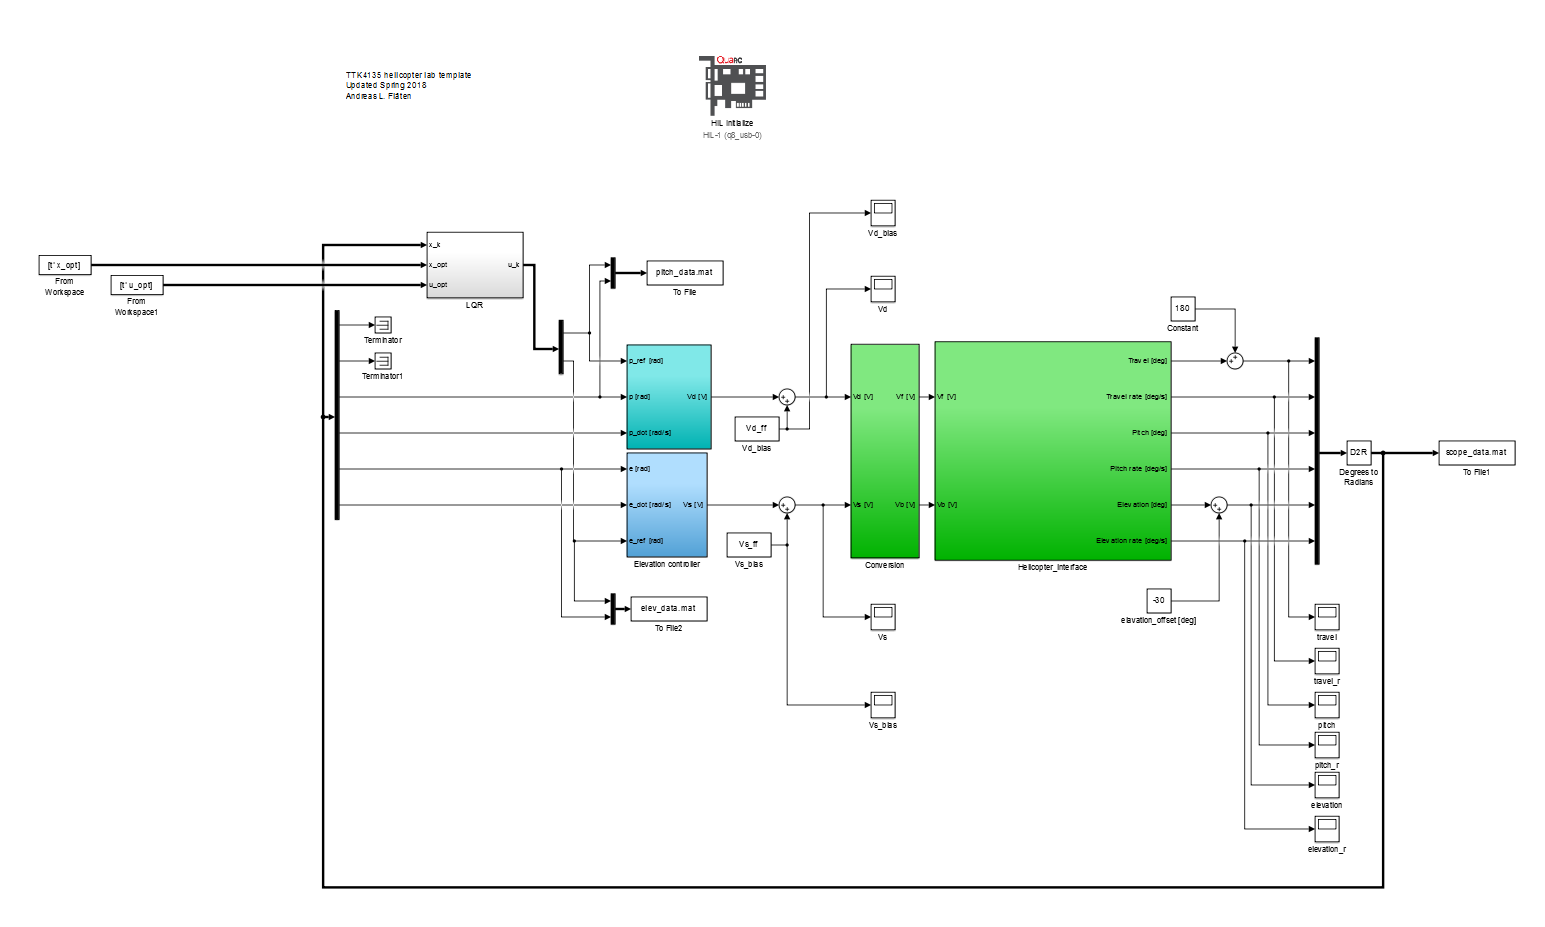 QuaRC
TTK4135 helicopter lab template
Updated Spring 2018
Andreas L. Flåten
HIL Initialize
HIL-1 (q8_usb-0)
Vd_bias
x_k
[t' x_opt]
x_opt
u_k
From
Workspace
[t' u_opt]
u_opt
From
Workspace1
LQR
pitch_data.mat
To File
Vd
180
Constant
Terminator
Terminator1
p_ref [rad]
p [rad]
Vd [V]
p_dot [rad/s]
Vd_ff
Vd_bias
Vd [V]
Vf [V]
Vs [V]
Vb [V]
Conversion
Vf [V]
Vb [V]
Travel [deg]
Travel rate [deg/s]
Pitch [deg]
Pitch rate [deg/s]
Elevation [deg]
Elevation rate [deg/s]
Helicopter_interface
D2R
Degrees to
Radians
scope_data.mat
To File1
e [rad]
e_dot [rad/s]
Vs [V]
e_ref [rad]
Elevation controller
Vs_ff
Vs_bias
elev_data.mat
To File2
-30
elavation_offset [deg]
Vs
Vs_bias
travel
travel_r
pitch
pitch_r
elevation
elevation_r